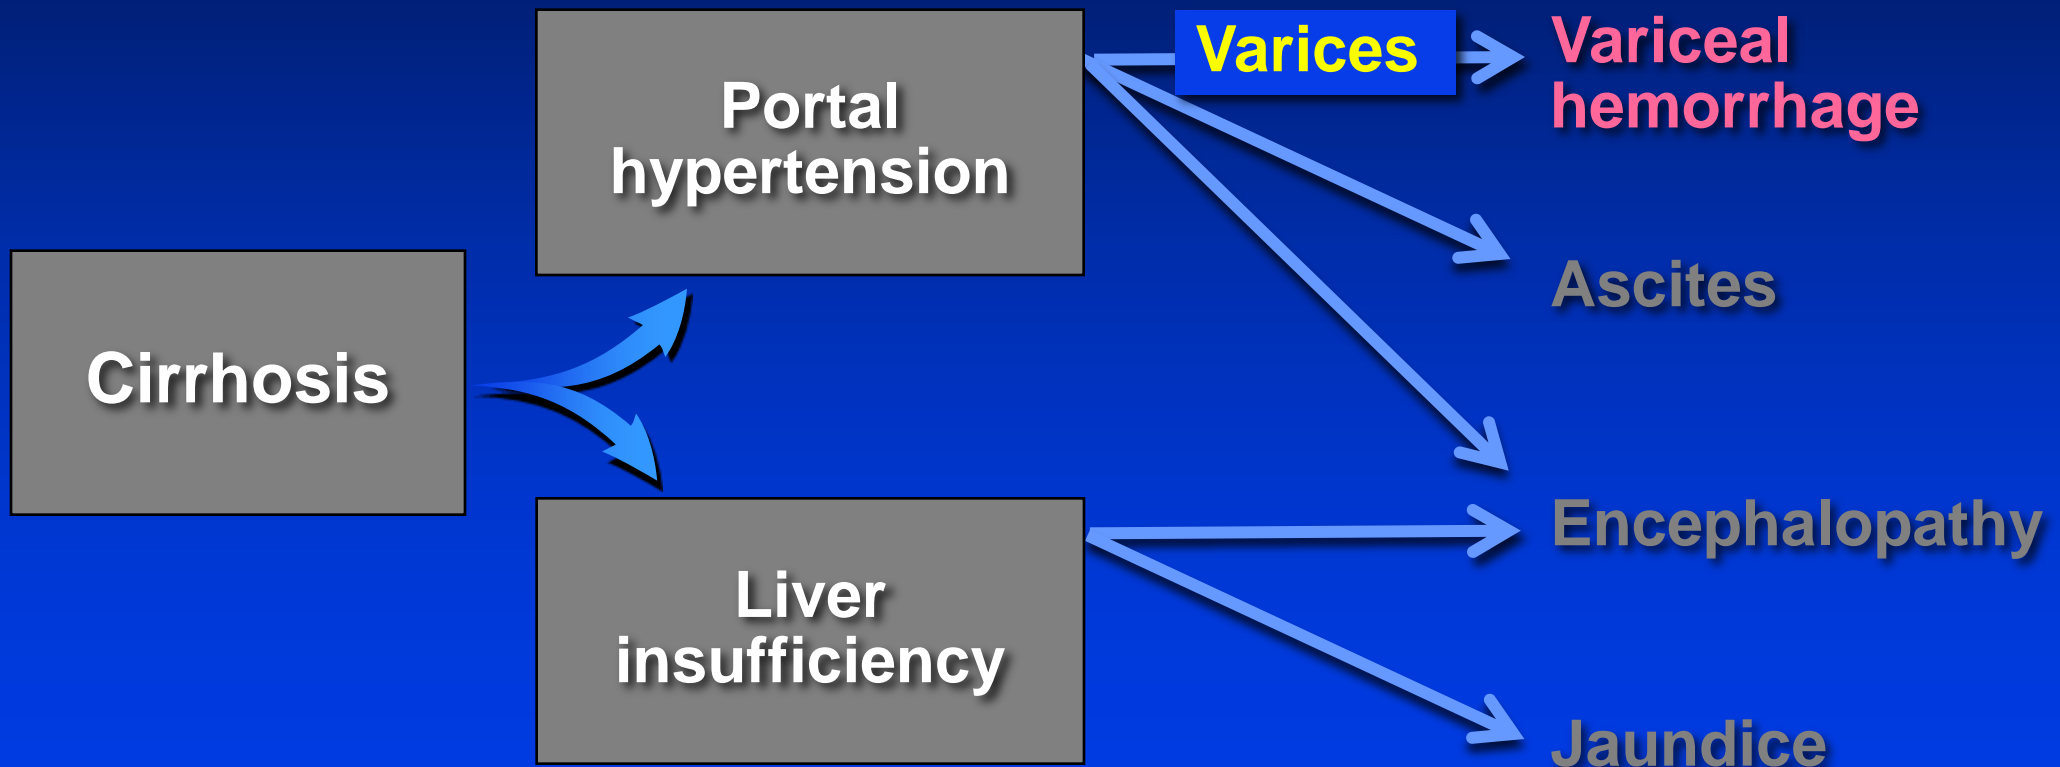 Cirrhosis
Portal
hypertension
Liver
insufficiency
Varices
Variceal
hemorrhage
Ascites
Encephalopathy
Jaundice